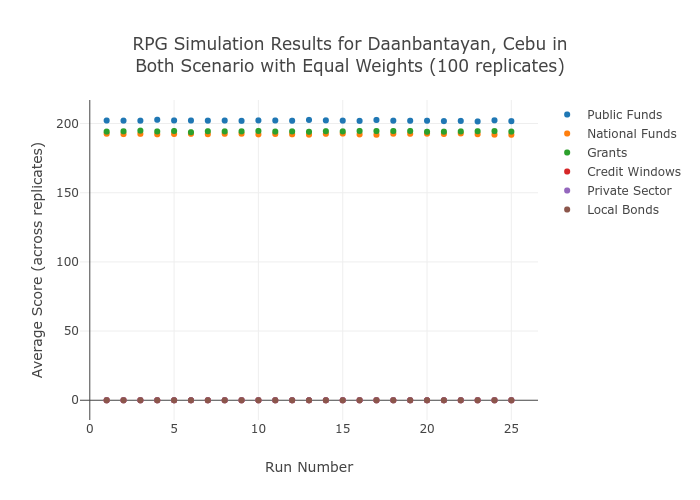 RPG Simulation Results for Daanbantayan, Cebu in
Both Scenario with Equal Weights (100 replicates)
Public Funds
National Funds
Grants
Credit Windows
Private Sector
Local Bonds
Average Score (across replicates)
200
150
100
50
0
0 5 10 15 20 25
Run Number